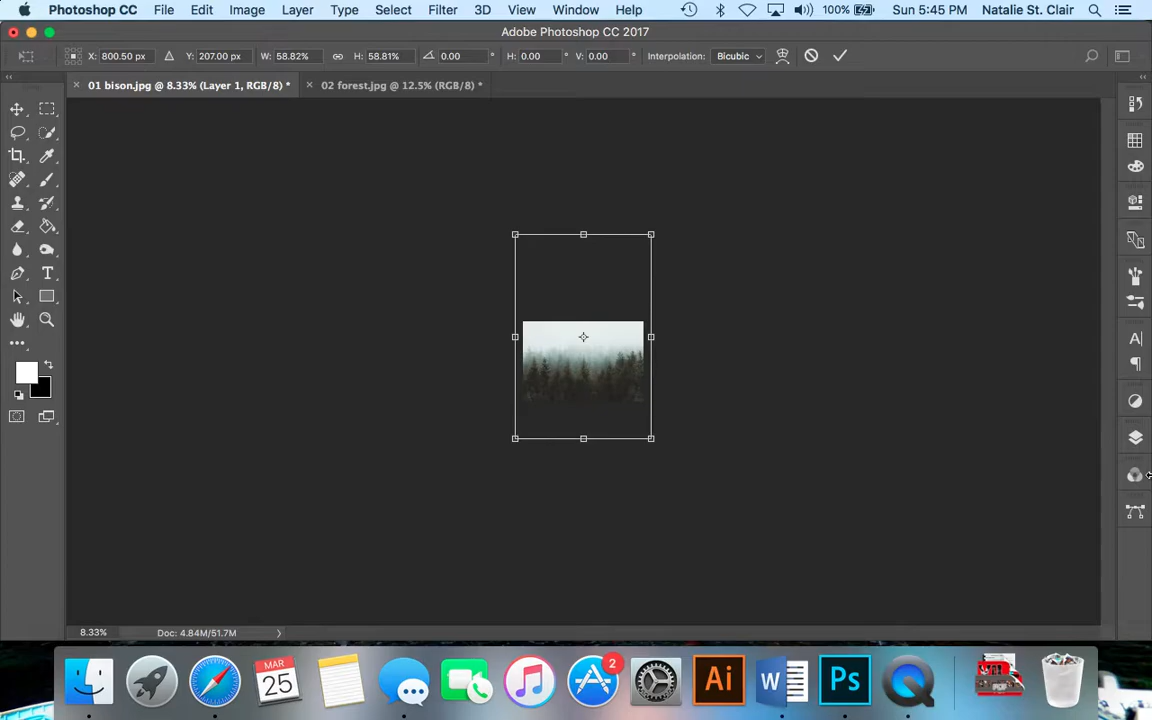 Photoshop CC File Edit Image Layer Type Select Filter 3D View Window Help 100% Sun 5:45 PM Natalie St. Clair
Adobe Photoshop CC 2017
X: 800.50 px Y: 207.00 px W: 58.82% H: 58.81% 0.00 ° H: 0.00 ° V: 0.00 ° Interpolation: Bicubic
× 01 bison.jpg @ 8.33% (Layer 1, RGB/8) * × 02 forest.jpg @ 12.5% (RGB/8) *
T
A
8.33% Doc: 4.84M/51.7M
MAR
25
2
Ai
W
Ps